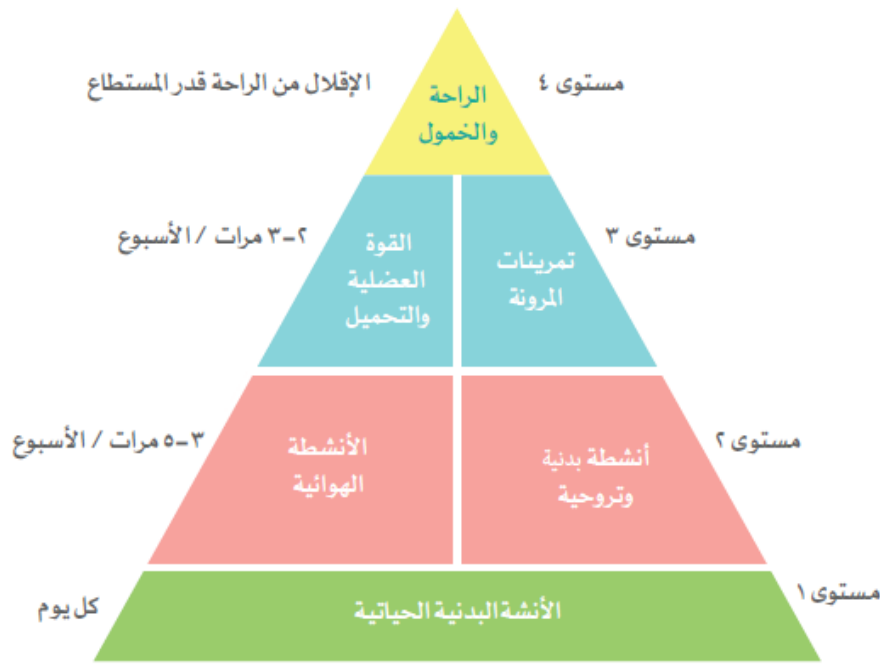 مستوى ٤
الراحة
والخمول
الإقلال من الراحة قدر المستطاع
مستوى ٣
تمرينات
المرونة
القوة
العضلية
والتحميل
٢-٣ مرات / الأسبوع
مستوى ٢
أنشطة بدنية
وتروحية
الأنشطة
الهوائية
٣-٥ مرات / الأسبوع
مستوى ١
الأنشة البدنية الحياتية
كل يوم